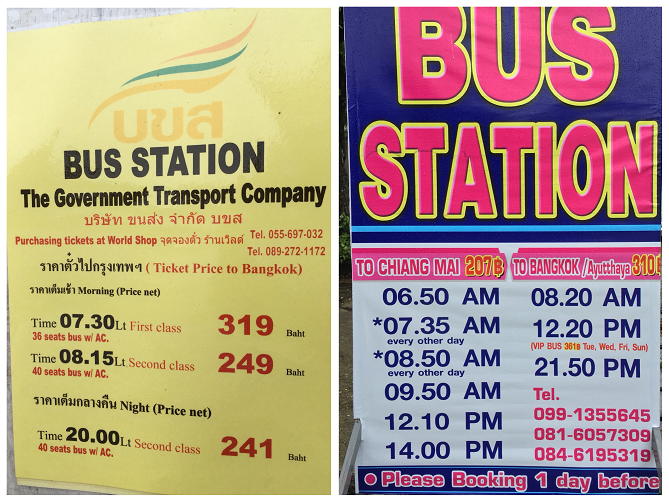 บขส
BUS STATION
The Government Transport Company
บริษัท ขนส่ง จำกัด บขส
Purchasing tickets at World Shop จุดจองตั๋ว ร้านเวิลด์ Tel. 055-697-032
Tel. 089-272-1172
ราคาตั๋วไปกรุงเทพฯ ( Ticket Price to Bangkok)
ราคาเต็มเช้า Morning (Price net)
Time 07.30 Lt First class 319 Baht
36 seats bus w/ AC.
Time 08.15 Lt Second class 249 Baht
40 seats bus w/ AC.
ราคาเต็มกลางคืน Night (Price net)
Time 20.00 Lt Second class 241 Baht
40 seats bus w/ AC.
BUS
STATION
TO CHIANG MAI 207฿
06.50 AM
*07.35 AM
every other day
*08.50 AM
every other day
09.50 AM
12.10 PM
14.00 PM
TO BANGKOK /Ayutthaya 310
08.20 AM
12.20 PM
(VIP BUS 361฿ Tue, Wed, Fri, Sun)
21.50 PM
Tel.
099-1355645
081-6057309
084-6195319
● Please Booking 1 day before